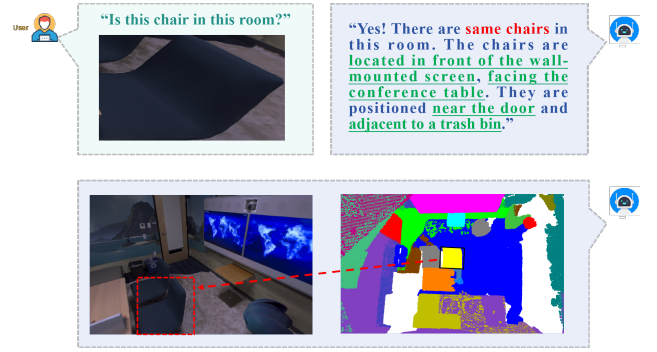 User
“Is this chair in this room?”
“Yes! There are same chairs in
this room. The chairs are
located in front of the wall-
mounted screen, facing the
conference table. They are
positioned near the door and
adjacent to a trash bin.”